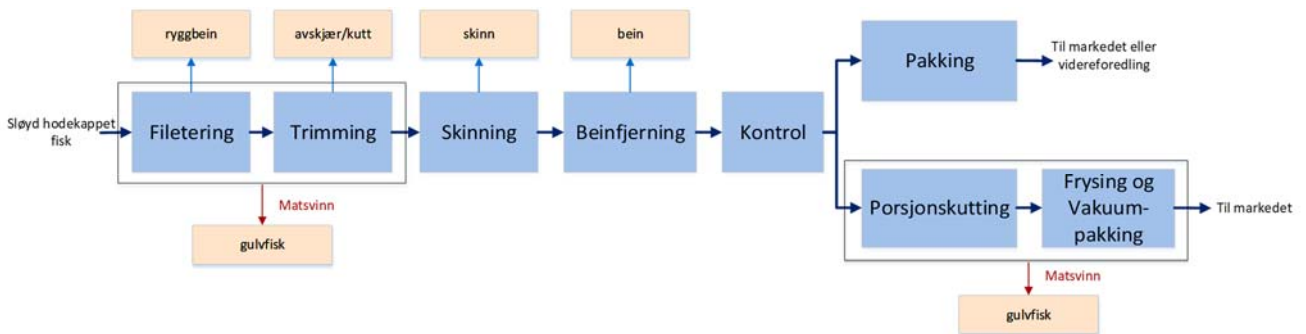 ryggbein
avskjær/kutt
skinn
bein
Sløyd hodekappet
fisk
Filetering
Trimming
Skinning
Beinfjerning
Kontrol
Pakking
Til markedet eller
videreforedling
Matsvinn
gulvfisk
Porsjonskutting
Frysing og
Vakuum-
pakking
Til markedet
Matsvinn
gulvfisk